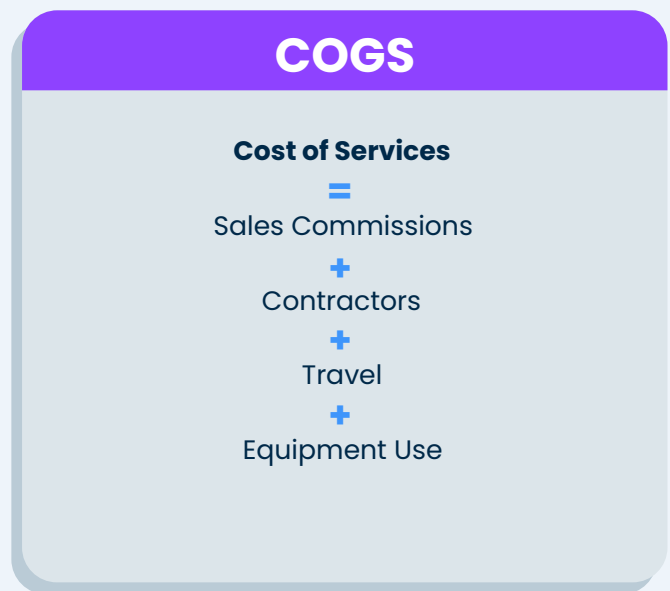 COGS
Cost of Services
=
Sales Commissions
+
Contractors
+
Travel
+
Equipment Use